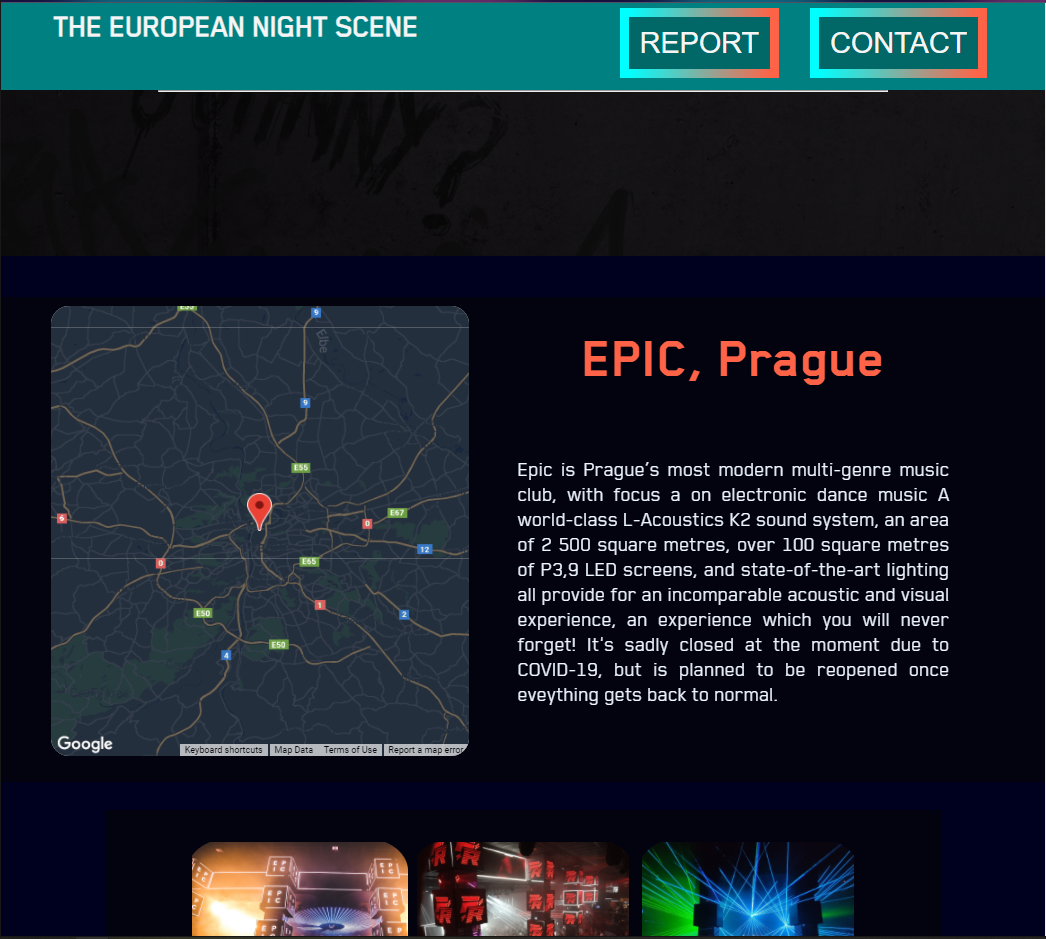 THE EUROPEAN NIGHT SCENE
REPORT
CONTACT
EPIC, Prague
Epic is Prague's most modern multi-genre music
club, with focus a on electronic dance music A
world-class L-Acoustics K2 sound system, an area
of 2 500 square metres, over 100 square metres
of P3,9 LED screens, and state-of-the-art lighting
all provide for an incomparable acoustic and visual
experience, an experience which you will never
forget! It's sadly closed at the moment due to
COVID-19, but is planned to be reopened once
eveything gets back to normal.
E55
9
Elbe
9
E55
E67
0
12
0
E65
1
2
E50
E50
4
Google
Keyboard shortcuts
Map Data
Terms of Use
Report a map error
EPIC
EPIC
EPIC
EPIC